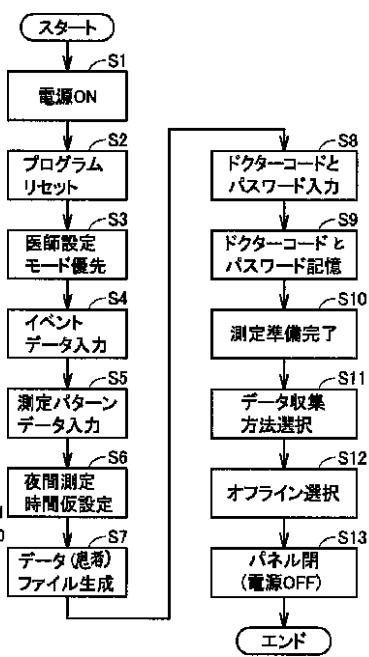 スタート
S1
電源ON
S2
プログラム
リセット
S3
医師設定
モード優先
S4
イベント
データ入力
S5
測定パターン
データ入力
S6
夜間測定
時間仮設定
S7
データ(患者)
ファイル生成
S8
ドクターコードと
パスワード入力
S9
ドクターコードと
パスワード記憶
S10
測定準備完了
S11
データ収集
方法選択
S12
オフライン選択
S13
パネル閉
(電源OFF)
エンド